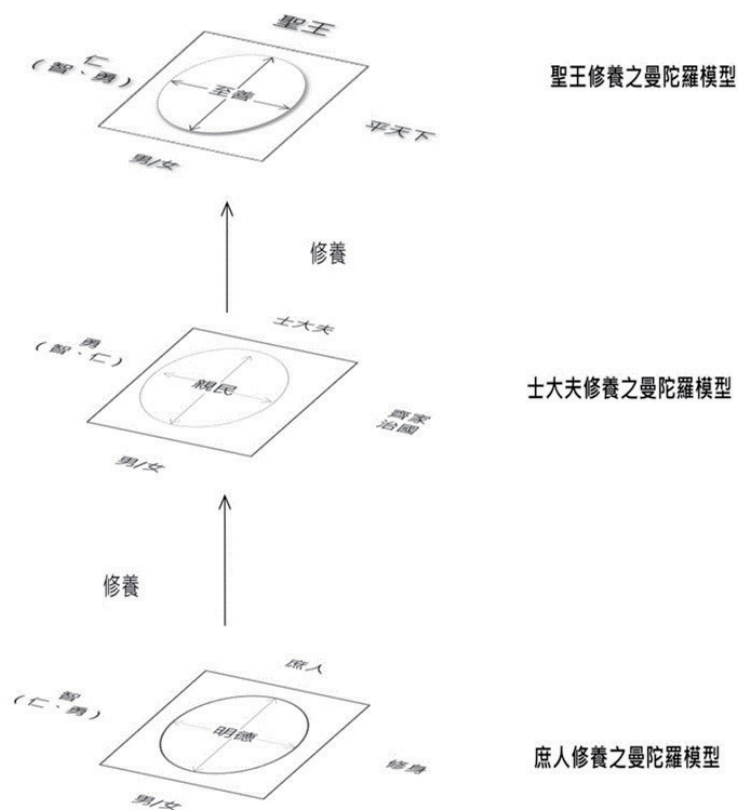 聖王
仁
(智、勇)
至善
平天下
男/女
聖王修養之曼陀羅模型
修養
士大夫
勇
(智、仁)
親民
齊家
治國
男/女
士大夫修養之曼陀羅模型
修養
庶人
智
(仁、勇)
明德
修身
男/女
庶人修養之曼陀羅模型